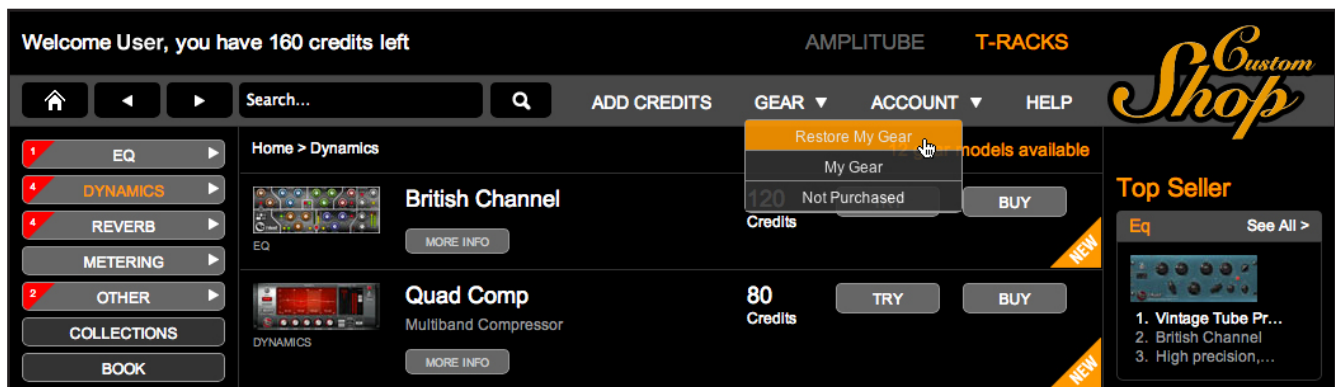 Welcome User, you have 160 credits left
AMPLITUBE T-RACKS
Custom Shop
Search...
ADD CREDITS GEAR ▼ ACCOUNT ▼ HELP
Restore My Gear
My Gear
Not Purchased
1 EQ
4 DYNAMICS
4 REVERB
METERING
2 OTHER
COLLECTIONS
BOOK
Home > Dynamics
12 gear models available
EQ
British Channel
MORE INFO
120
Credits
BUY
NEW
DYNAMICS
Quad Comp
Multiband Compressor
MORE INFO
80
Credits
TRY BUY
NEW
Top Seller
Eq See All >
1. Vintage Tube Pr...
2. British Channel
3. High precision,...